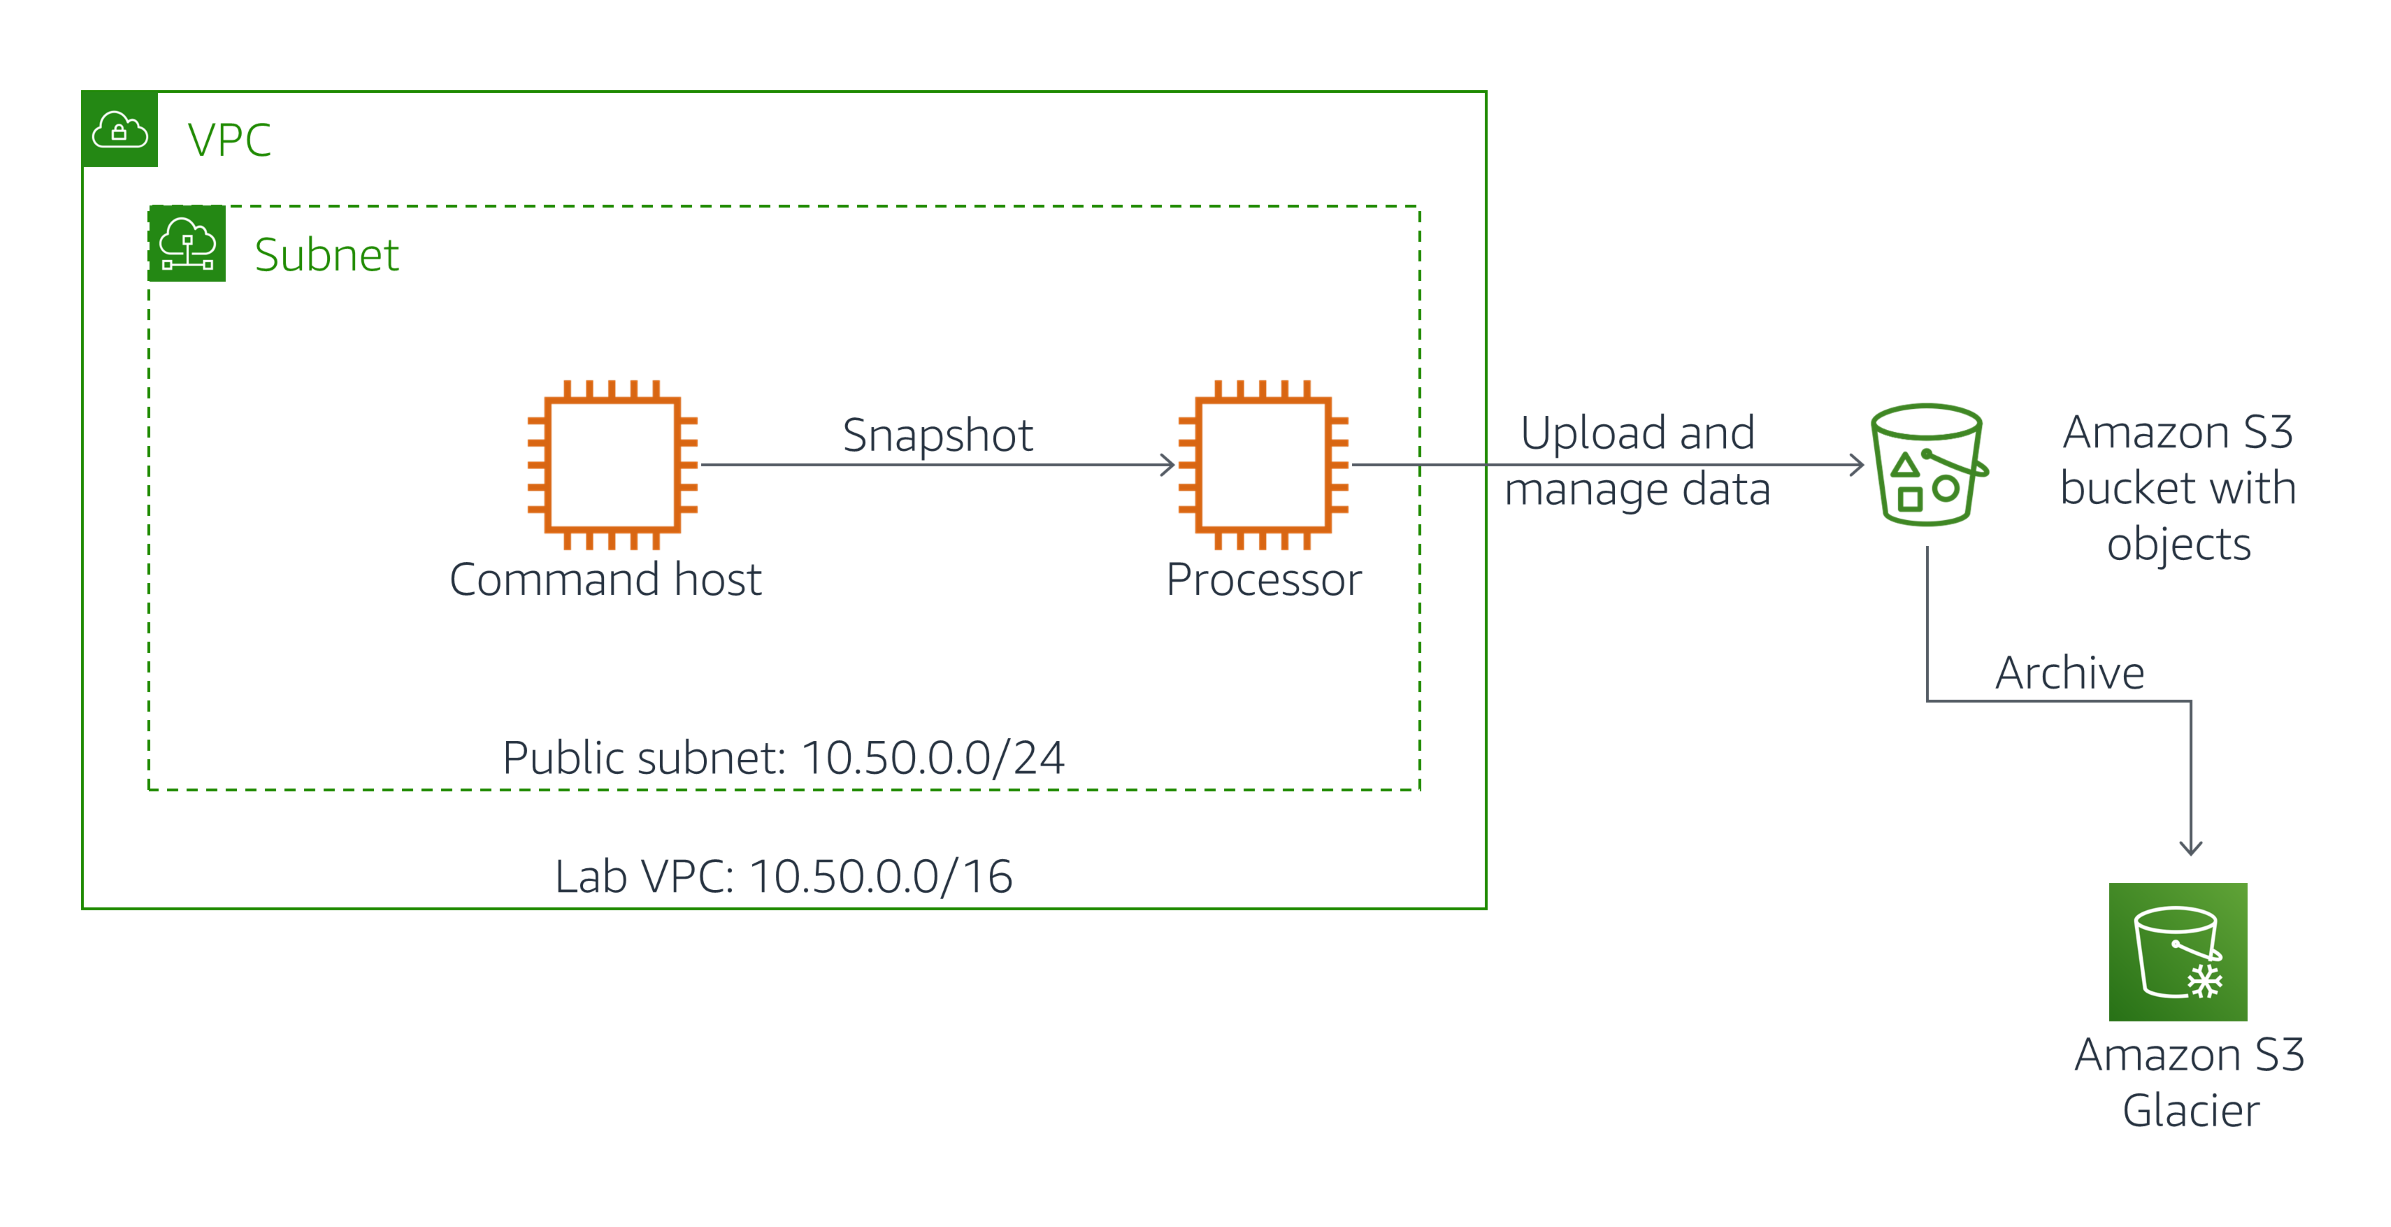 VPC
Subnet
Snapshot
Command host
Processor
Upload and
manage data
Amazon S3
bucket with
objects
Archive
Public subnet: 10.50.0.0/24
Lab VPC: 10.50.0.0/16
Amazon S3
Glacier